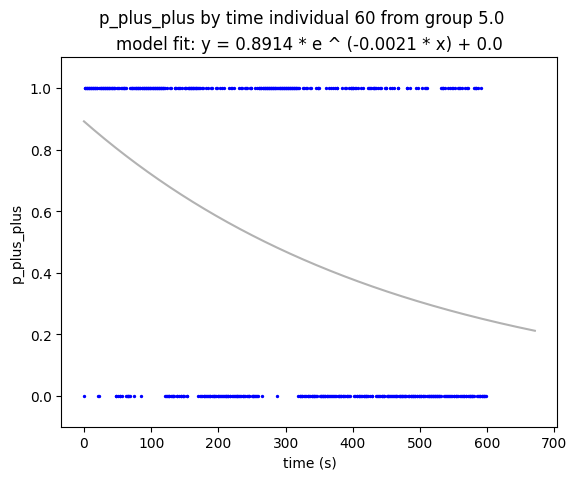 p_plus_plus by time individual 60 from group 5.0
model fit: y = 0.8914 * e ^ (-0.0021 * x) + 0.0
1.0
0.8
0.6
0.4
0.2
0.0
p_plus_plus
0 100 200 300 400 500 600 700
time (s)